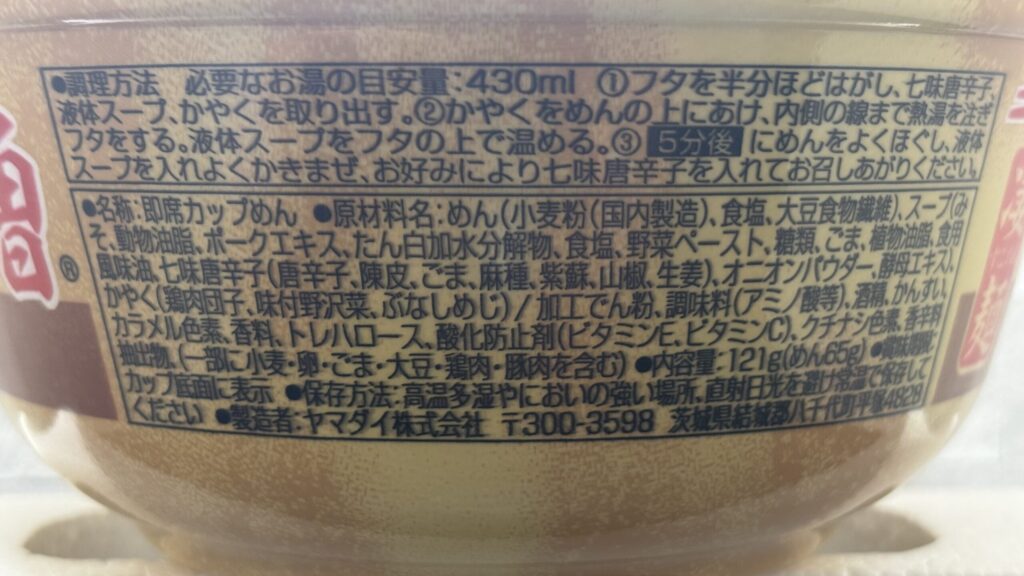 ●調理方法 必要なお湯の目安量:430ml ①フタを半分ほどはがし、七味唐辛子、
液体スープ、かやくを取り出す。②かやくをめんの上にあけ、内側の線まで熱湯を注ぎ
フタをする。液体スープをフタの上で温める。③ 5分後 にめんをよくほぐし、液体
スープを入れよくかきまぜ、お好みにより七味唐辛子を入れてお召しあがりください。
●名称:即席カップめん ●原材料名:めん(小麦粉(国内製造)、食塩、大豆食物繊維)、スープ(み
そ、動物油脂、ポークエキス、たん白加水分解物、食塩、野菜ペースト、糖類、ごま、植物油脂、食用
風味油、七味唐辛子(唐辛子、陳皮、ごま、麻種、紫蘇、山椒、生姜)、オニオンパウダー、酵母エキス)、
かやく(鶏肉団子、味付野沢菜、ぶなしめじ)/加工でん粉、調味料(アミノ酸等)、酒精、かんすい、
カラメル色素、香料、トレハロース、酸化防止剤(ビタミンE、ビタミンC)、クチナシ色素、香辛料
抽出物、(一部に小麦・卵・ごま・大豆・鶏肉・豚肉を含む) ●内容量:121g(めん65g) ●賞味期限:
カップ底面に表示 ●保存方法:高温多湿やにおいの強い場所、直射日光を避け常温で保存して
ください ●製造者:ヤマダイ株式会社 〒300-3598 茨城県結城郡八千代町平塚4828
®